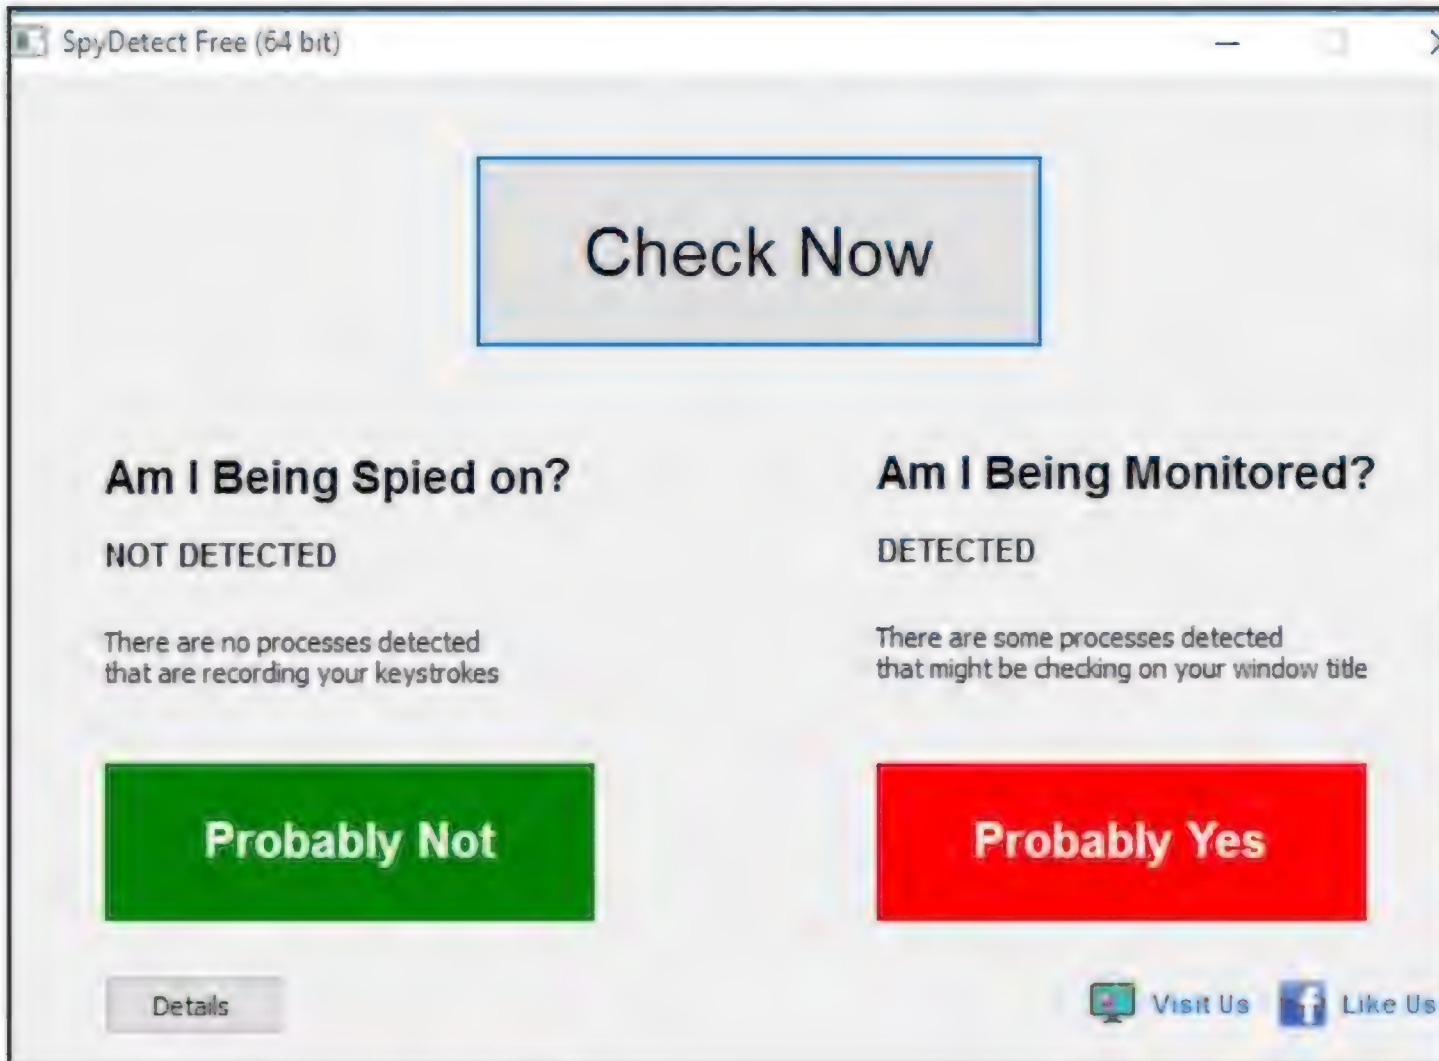 SpyDetect Free (64 bit)
Check Now
Am I Being Spied on?
NOT DETECTED
There are no processes detected
that are recording your keystrokes
Probably Not
Details
Am I Being Monitored?
DETECTED
There are some processes detected
that might be checking on your window title
Probably Yes
Visit Us
Like Us